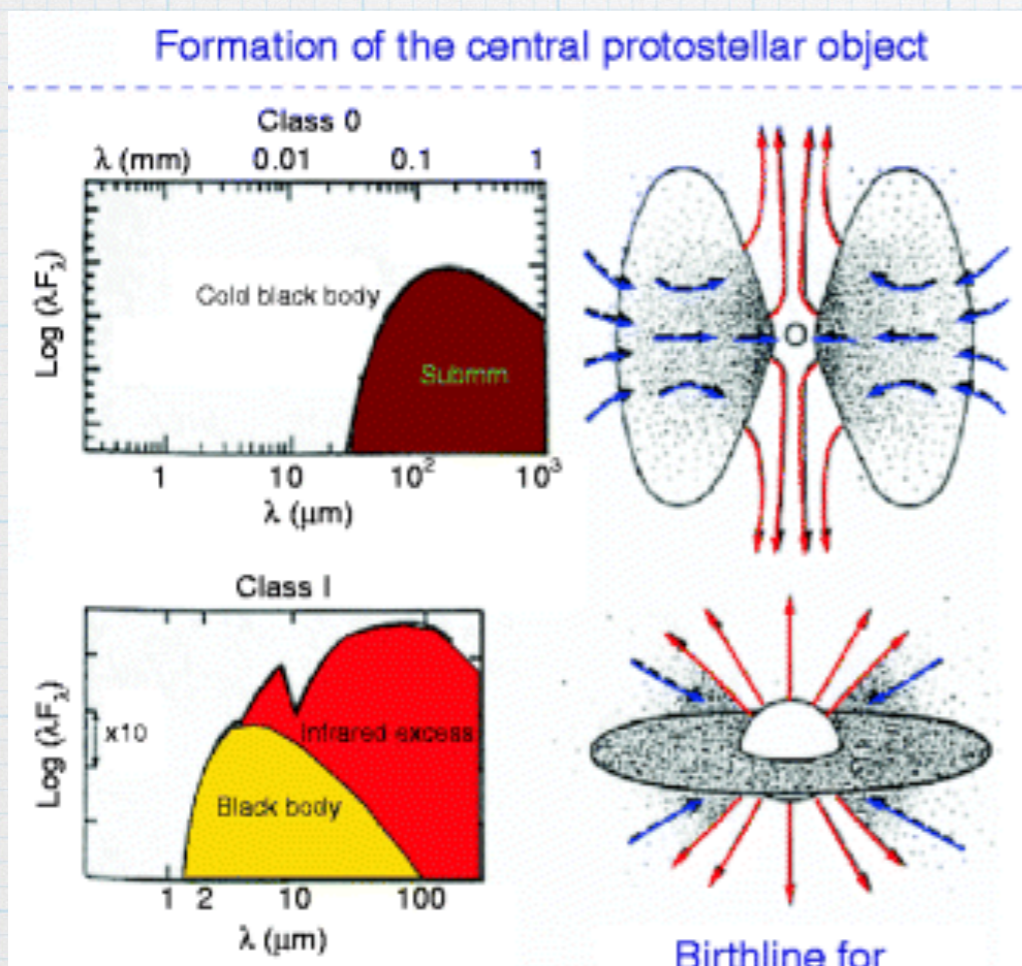 Formation of the central protostellar object
Class 0
λ (mm) 0.01 0.1 1
Log (λFλ)
Cold black body
Submm
1 10 10² 10³
λ (μm)
O
Class I
Log (λFλ)
x10
Infrared excess
Black body
1 2 10 100
λ (μm)
Birthline for